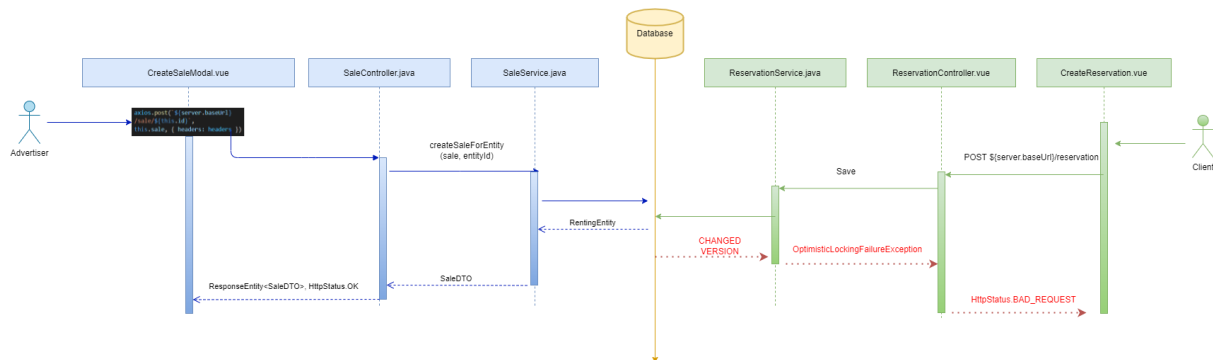 Database
CreateSaleModal.vue
SaleController.java
SaleService.java
ReservationService.java
ReservationController.vue
CreateReservation.vue
axios.post(`${server.baseUrl}
/sale/${this.id}`,
this.sale, { headers: headers })
Advertiser
createSaleForEntity
(sale, entityId)
POST ${server.baseUrl}/reservation
Client
Save
RentingEntity
CHANGED
VERSION
OptimisticLockingFailureException
SaleDTO
ResponseEntity<SaleDTO>, HttpStatus.OK
HttpStatus.BAD_REQUEST